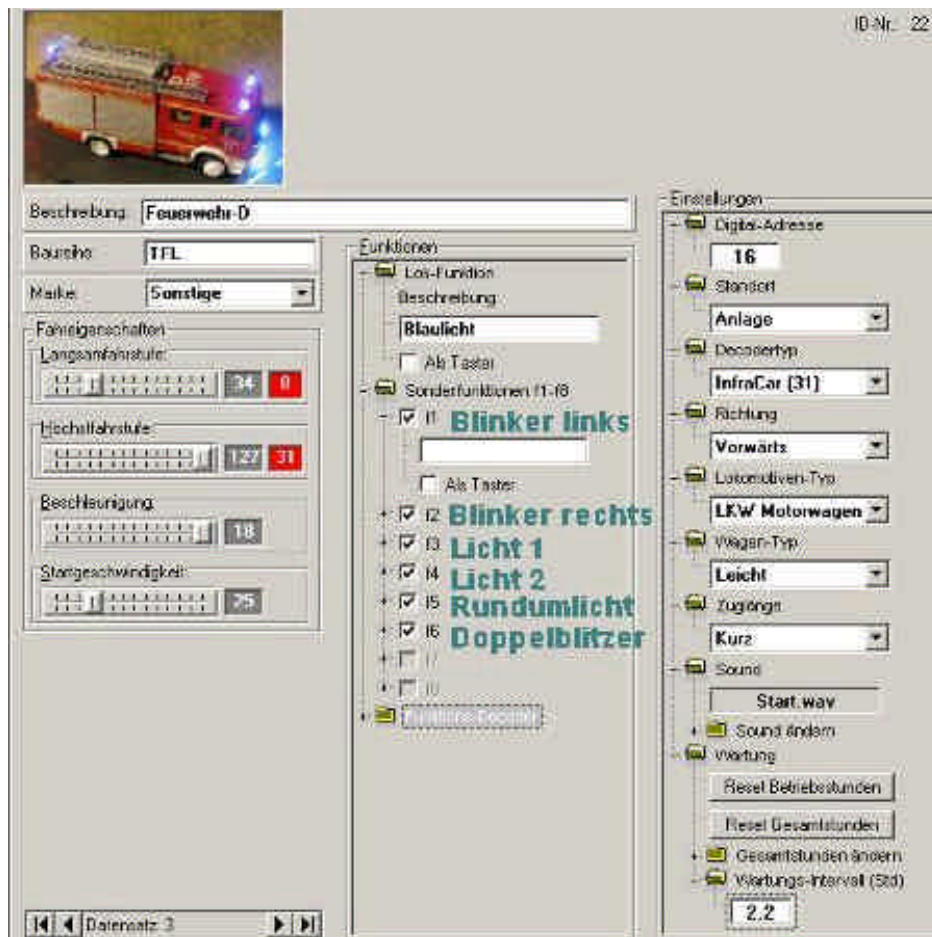 ID-Nr. 22
Beschreibung: Feuerwehr-D
Baureihe: TFL
Marke: Sonstige
Fahreigenschaften
Langsamfahrstufe:
34 0
Höchstfahrstufe:
127 31
Beschleunigung:
18
Startgeschwindigkeit:
25
Datensatz: 3
Funktionen
Lok-Funktion
Beschreibung:
Blaulicht
Als Taster
Sonderfunktionen f1-f8
f1 Blinker links
Als Taster
f2 Blinker rechts
f3 Licht 1
f4 Licht 2
f5 Rundumlicht
f6 Doppelblitzer
f7
f8
Funktions-Decoder
Einstellungen
Digital-Adresse
16
Standort
Anlage
Decodertyp
InfraCar (31)
Richtung
Vorwärts
Lokomotiven-Typ
LKW Motorwagen
Wagen-Typ
Leicht
Zuglänge
Kurz
Sound
Start.wav
Sound ändern
Wartung
Reset Betriebsstunden
Reset Gesamtstunden
Gesamtstunden ändern
Wartungs-Intervall (Std)
2.2